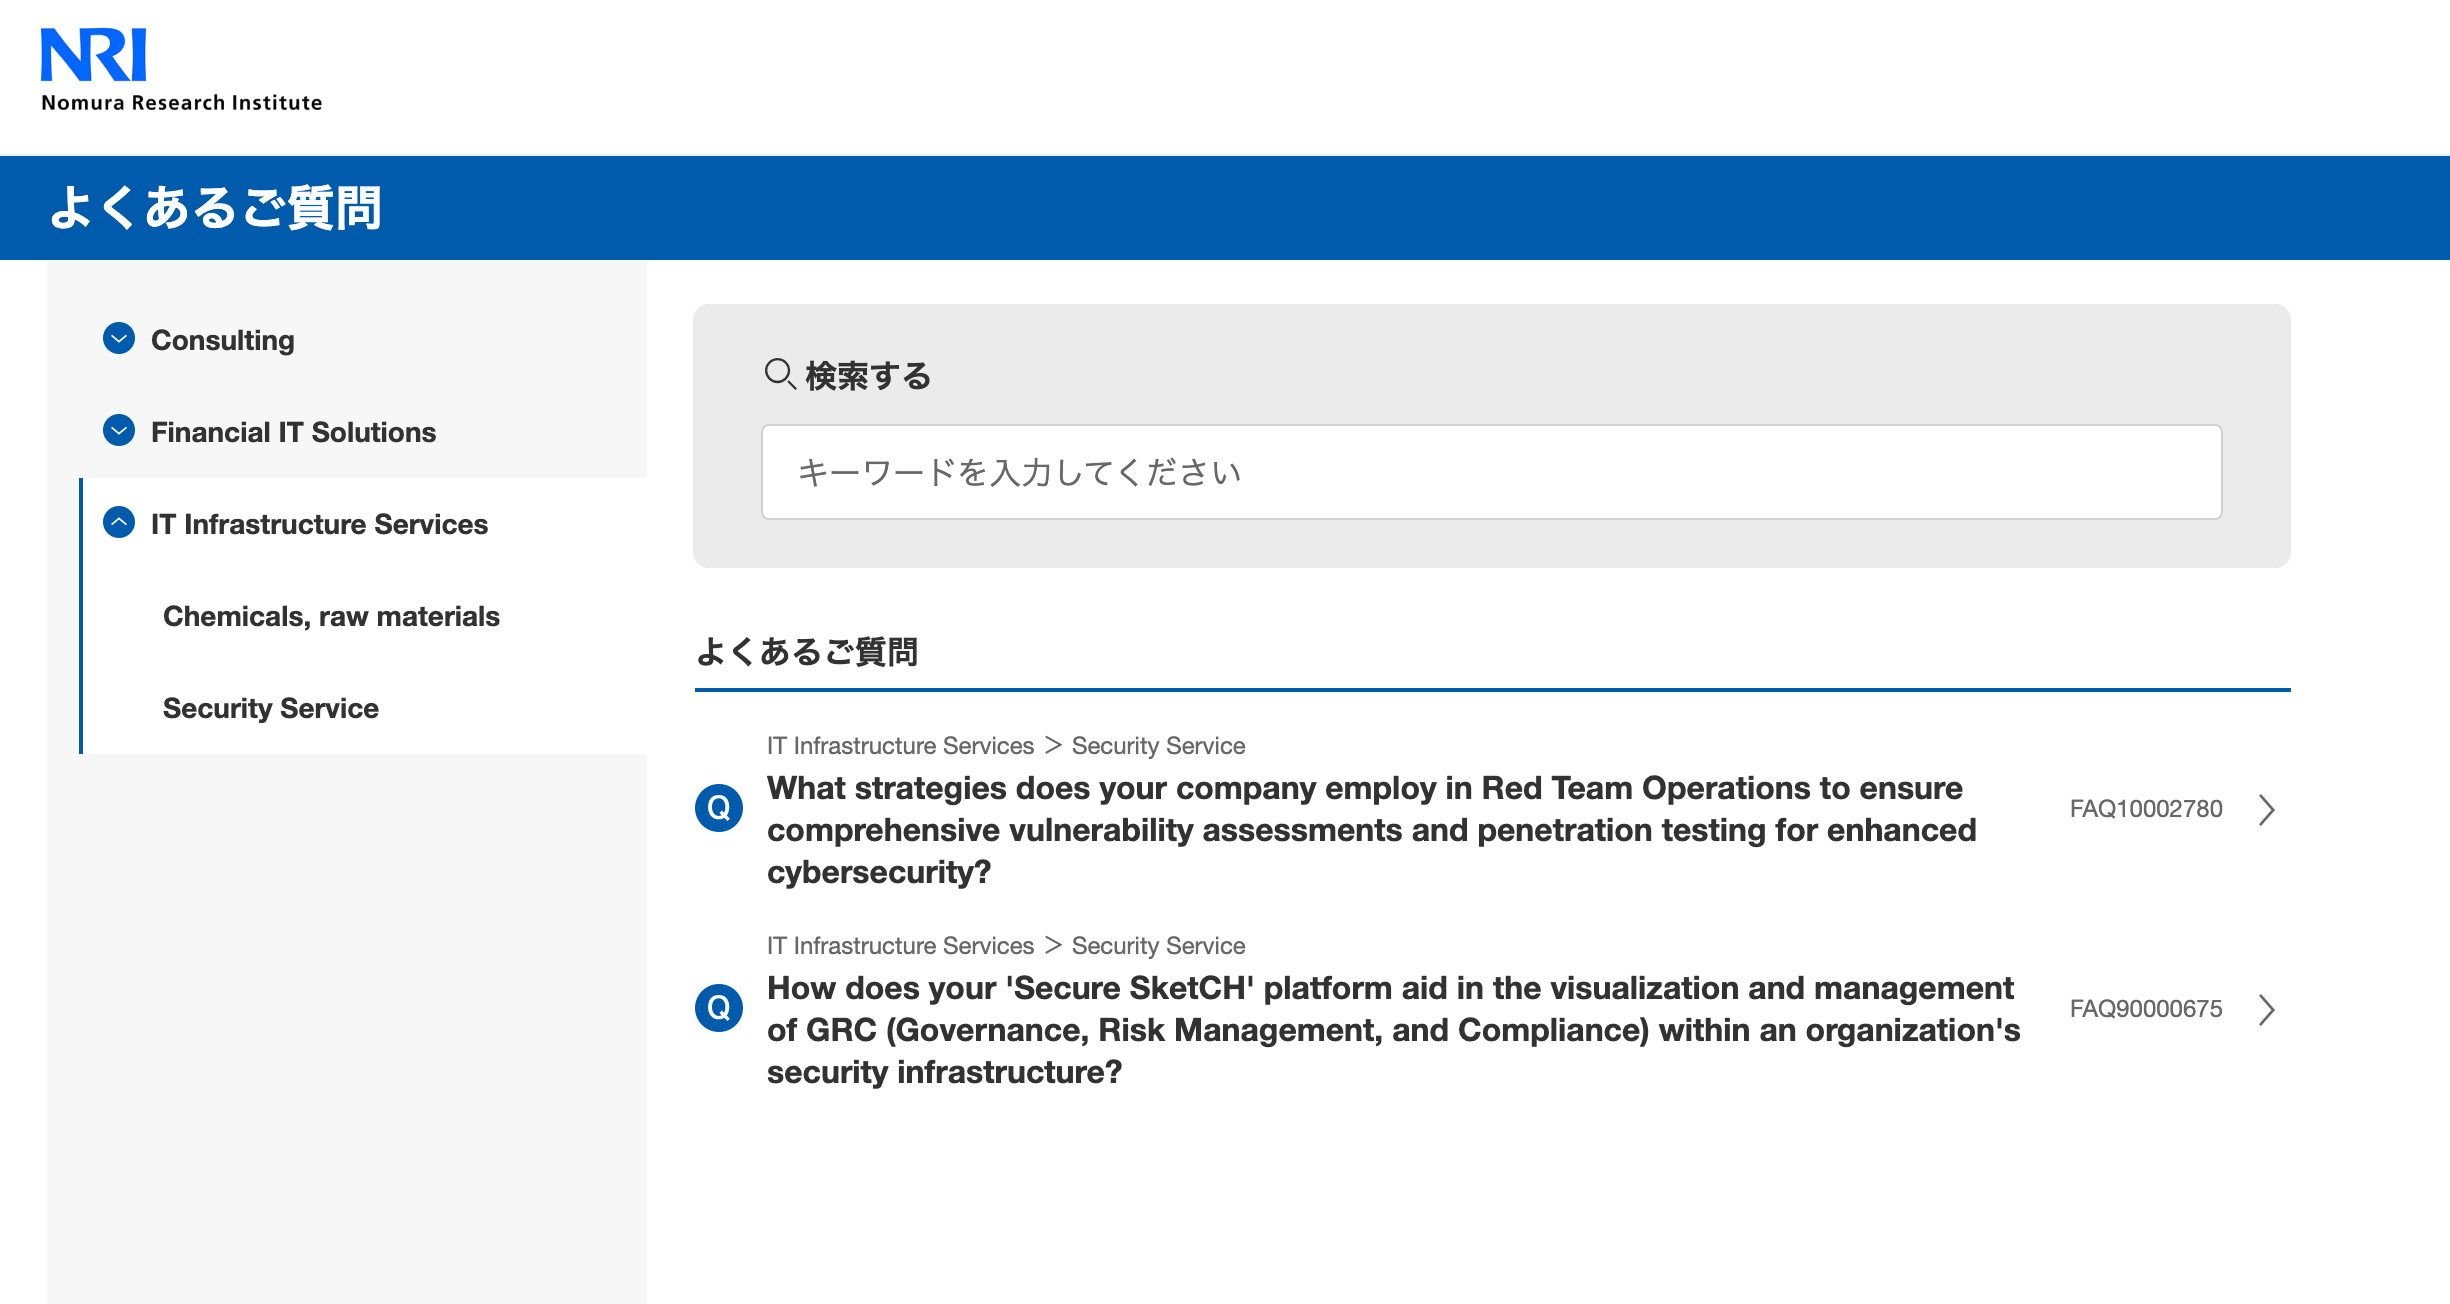 NRI
Nomura Research Institute
よくあるご質問
Consulting
Financial IT Solutions
IT Infrastructure Services
Chemicals, raw materials
Security Service
検索する
キーワードを入力してください
よくあるご質問
IT Infrastructure Services > Security Service
Q
What strategies does your company employ in Red Team Operations to ensure
comprehensive vulnerability assessments and penetration testing for enhanced
cybersecurity?
FAQ10002780
IT Infrastructure Services > Security Service
Q
How does your 'Secure SketCH' platform aid in the visualization and management
of GRC (Governance, Risk Management, and Compliance) within an organization's
security infrastructure?
FAQ90000675